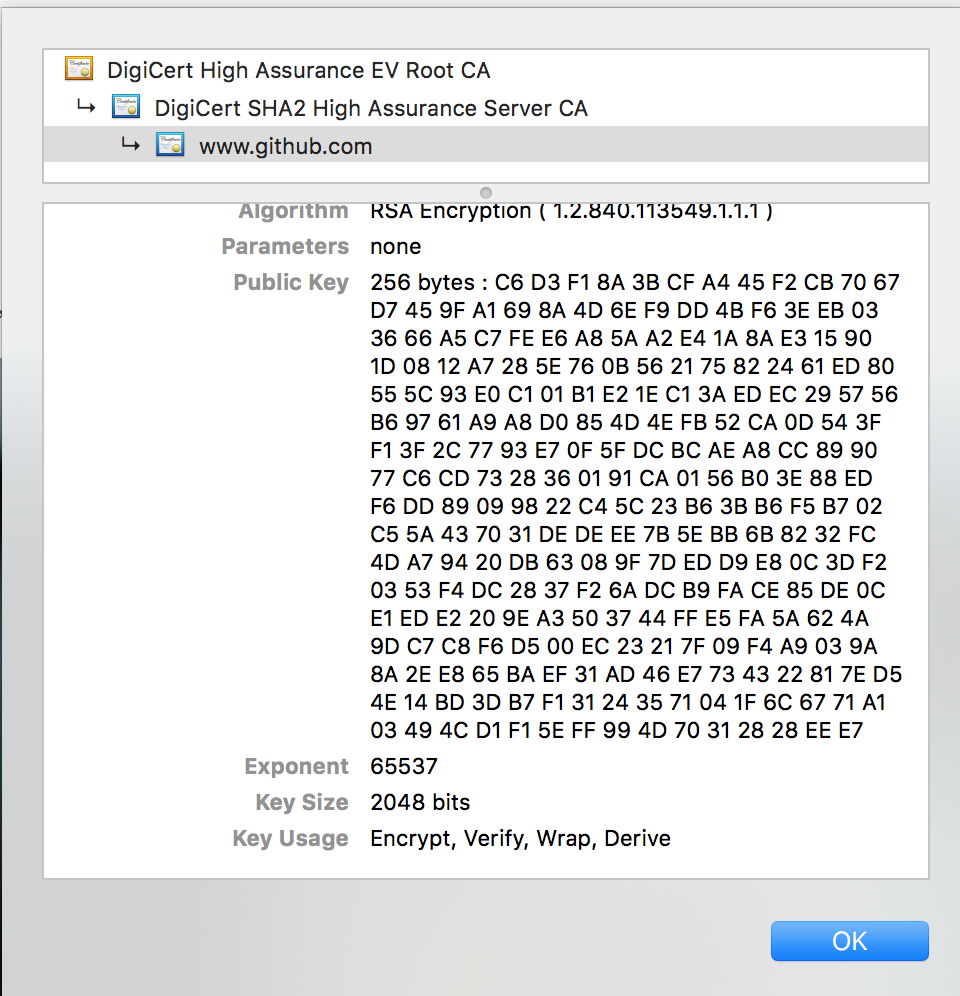 DigiCert High Assurance EV Root CA
DigiCert SHA2 High Assurance Server CA
www.github.com
Algorithm RSA Encryption ( 1.2.840.113549.1.1.1 )
Parameters none
Public Key 256 bytes : C6 D3 F1 8A 3B CF A4 45 F2 CB 70 67
D7 45 9F A1 69 8A 4D 6E F9 DD 4B F6 3E EB 03
36 66 A5 C7 FE E6 A8 5A A2 E4 1A 8A E3 15 90
1D 08 12 A7 28 5E 76 0B 56 21 75 82 24 61 ED 80
55 5C 93 E0 C1 01 B1 E2 1E C1 3A ED EC 29 57 56
B6 97 61 A9 A8 D0 85 4D 4E FB 52 CA 0D 54 3F
F1 3F 2C 77 93 E7 0F 5F DC BC AE A8 CC 89 90
77 C6 CD 73 28 36 01 91 CA 01 56 B0 3E 88 ED
F6 DD 89 09 98 22 C4 5C 23 B6 3B B6 F5 B7 02
C5 5A 43 70 31 DE DE EE 7B 5E BB 6B 82 32 FC
4D A7 94 20 DB 63 08 9F 7D ED D9 E8 0C 3D F2
03 53 F4 DC 28 37 F2 6A DC B9 FA CE 85 DE 0C
E1 ED E2 20 9E A3 50 37 44 FF E5 FA 5A 62 4A
9D C7 C8 F6 D5 00 EC 23 21 7F 09 F4 A9 03 9A
8A 2E E8 65 BA EF 31 AD 46 E7 73 43 22 81 7E D5
4E 14 BD 3D B7 F1 31 24 35 71 04 1F 6C 67 71 A1
03 49 4C D1 F1 5E FF 99 4D 70 31 28 28 EE E7
Exponent 65537
Key Size 2048 bits
Key Usage Encrypt, Verify, Wrap, Derive
OK